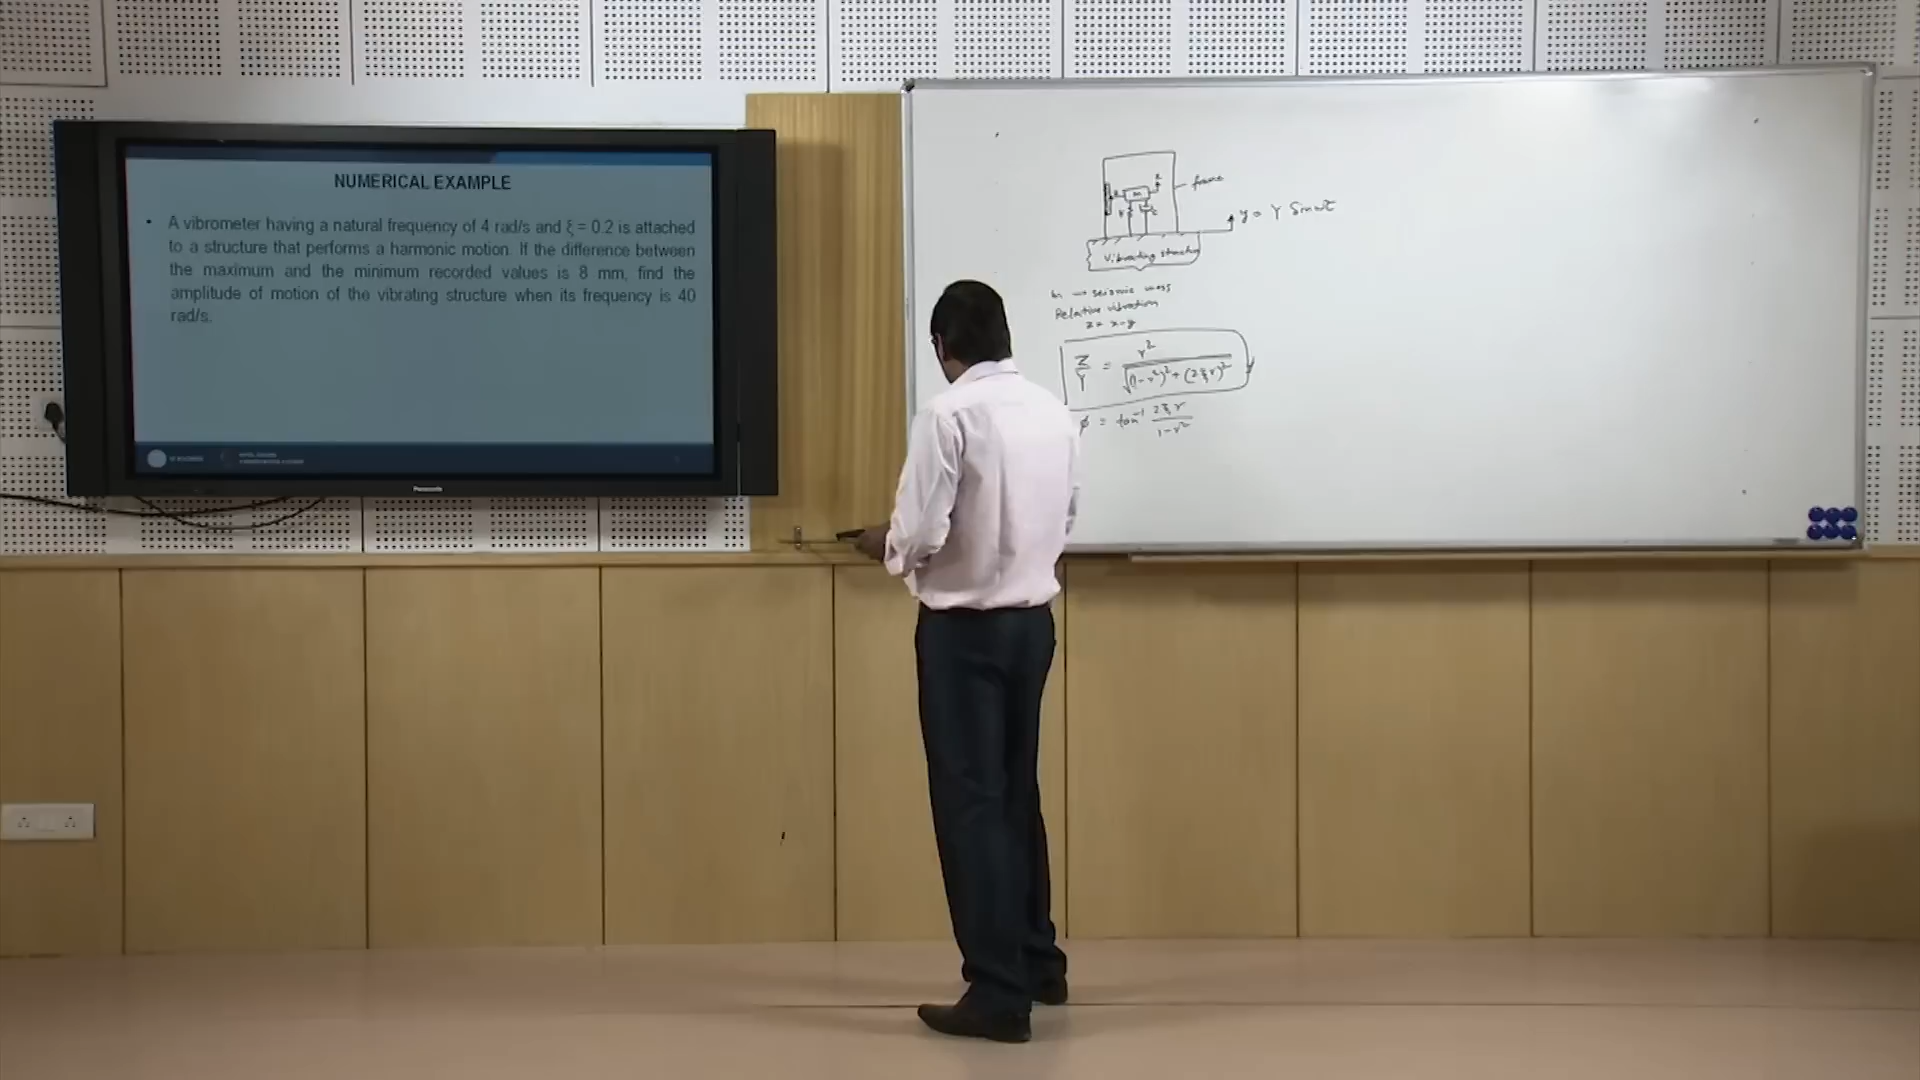 NUMERICAL EXAMPLE
• A vibrometer having a natural frequency of 4 rad/s and ξ = 0.2 is attached
to a structure that performs a harmonic motion. If the difference between
the maximum and the minimum recorded values is 8 mm, find the
amplitude of motion of the vibrating structure when its frequency is 40
rad/s.
Panasonic
frame
y = Y Sin ωt
m
Vibrating structure
m → seismic mass
Relative vibration
z = x - y
Z/Y = r² / √((1-r²)² + (2ξr)²)
φ = tan⁻¹ 2ξr / 1-r²